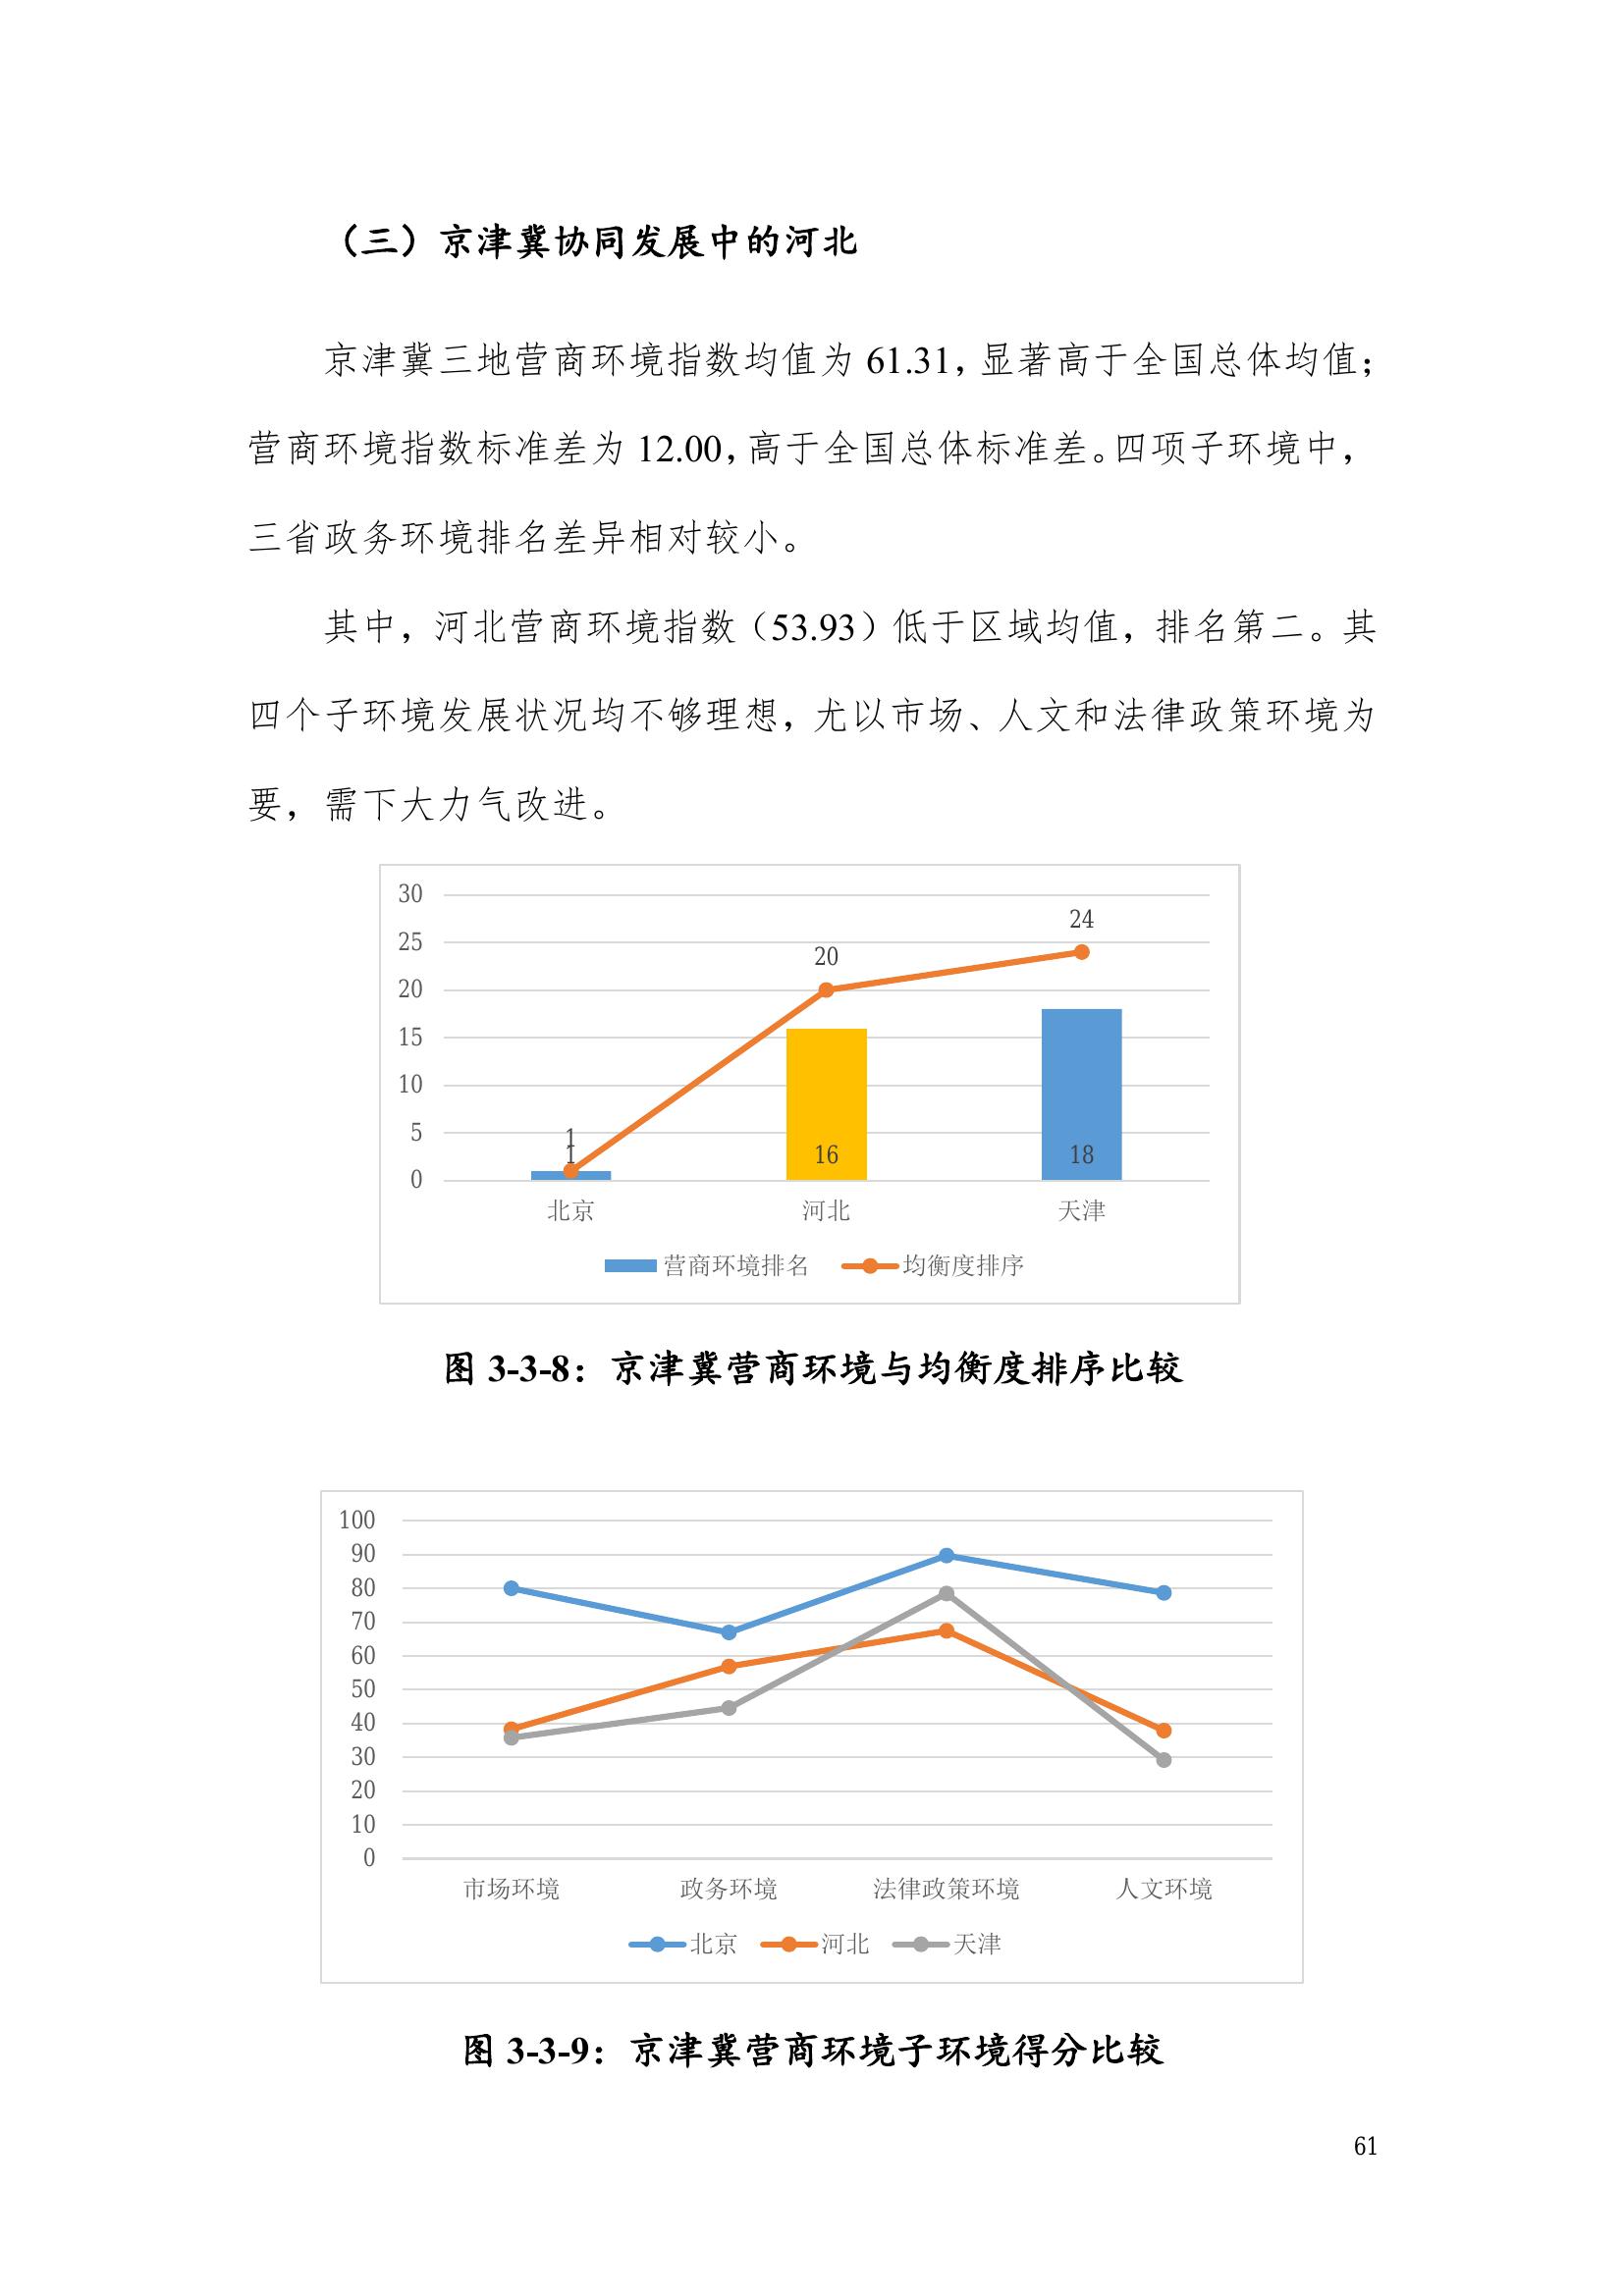 （三）京津冀协同发展中的河北
京津冀三地营商环境指数均值为 61.31，显著高于全国总体均值；
营商环境指数标准差为 12.00，高于全国总体标准差。四项子环境中，
三省政务环境排名差异相对较小。
其中，河北营商环境指数（53.93）低于区域均值，排名第二。其
四个子环境发展状况均不够理想，尤以市场、人文和法律政策环境为
要，需下大力气改进。
30
25
20
15
10
5
0
1
1
20
16
24
18
北京 河北 天津
营商环境排名 均衡度排序
图 3-3-8：京津冀营商环境与均衡度排序比较
100
90
80
70
60
50
40
30
20
10
0
市场环境 政务环境 法律政策环境 人文环境
北京 河北 天津
图 3-3-9：京津冀营商环境子环境得分比较
61